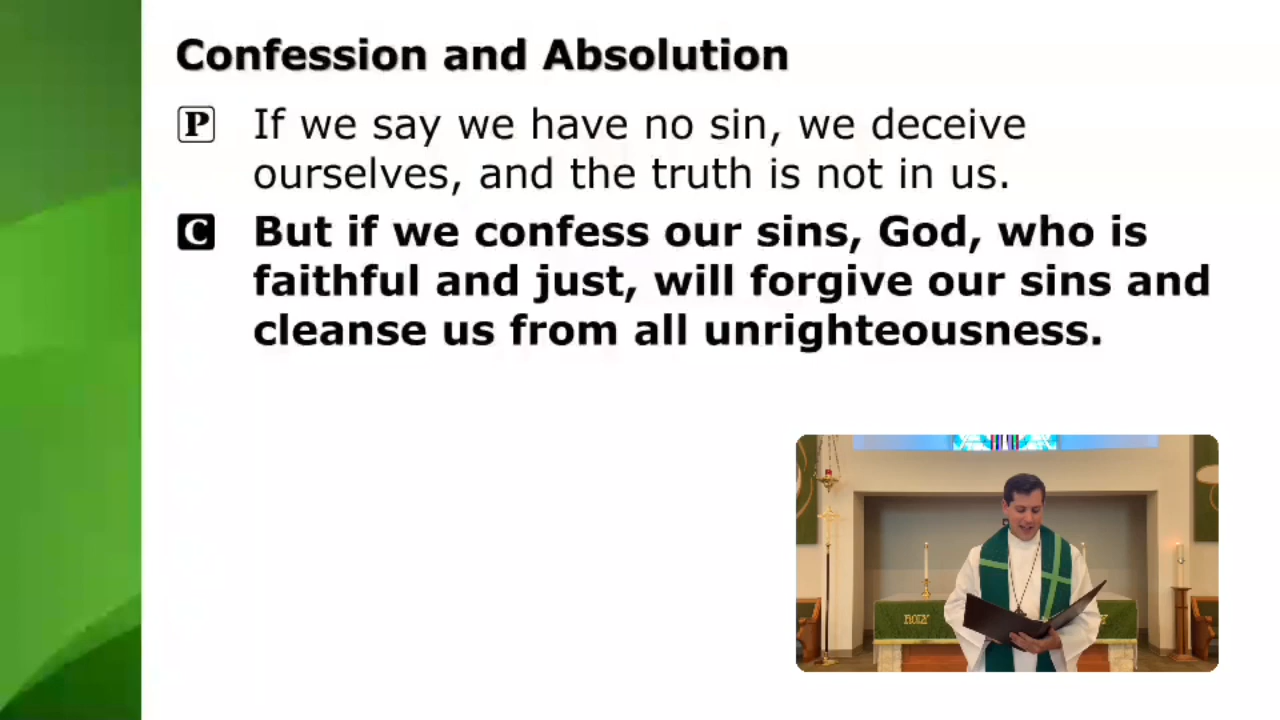 Confession and Absolution
P If we say we have no sin, we deceive
ourselves, and the truth is not in us.
C But if we confess our sins, God, who is
faithful and just, will forgive our sins and
cleanse us from all unrighteousness.
HOLY